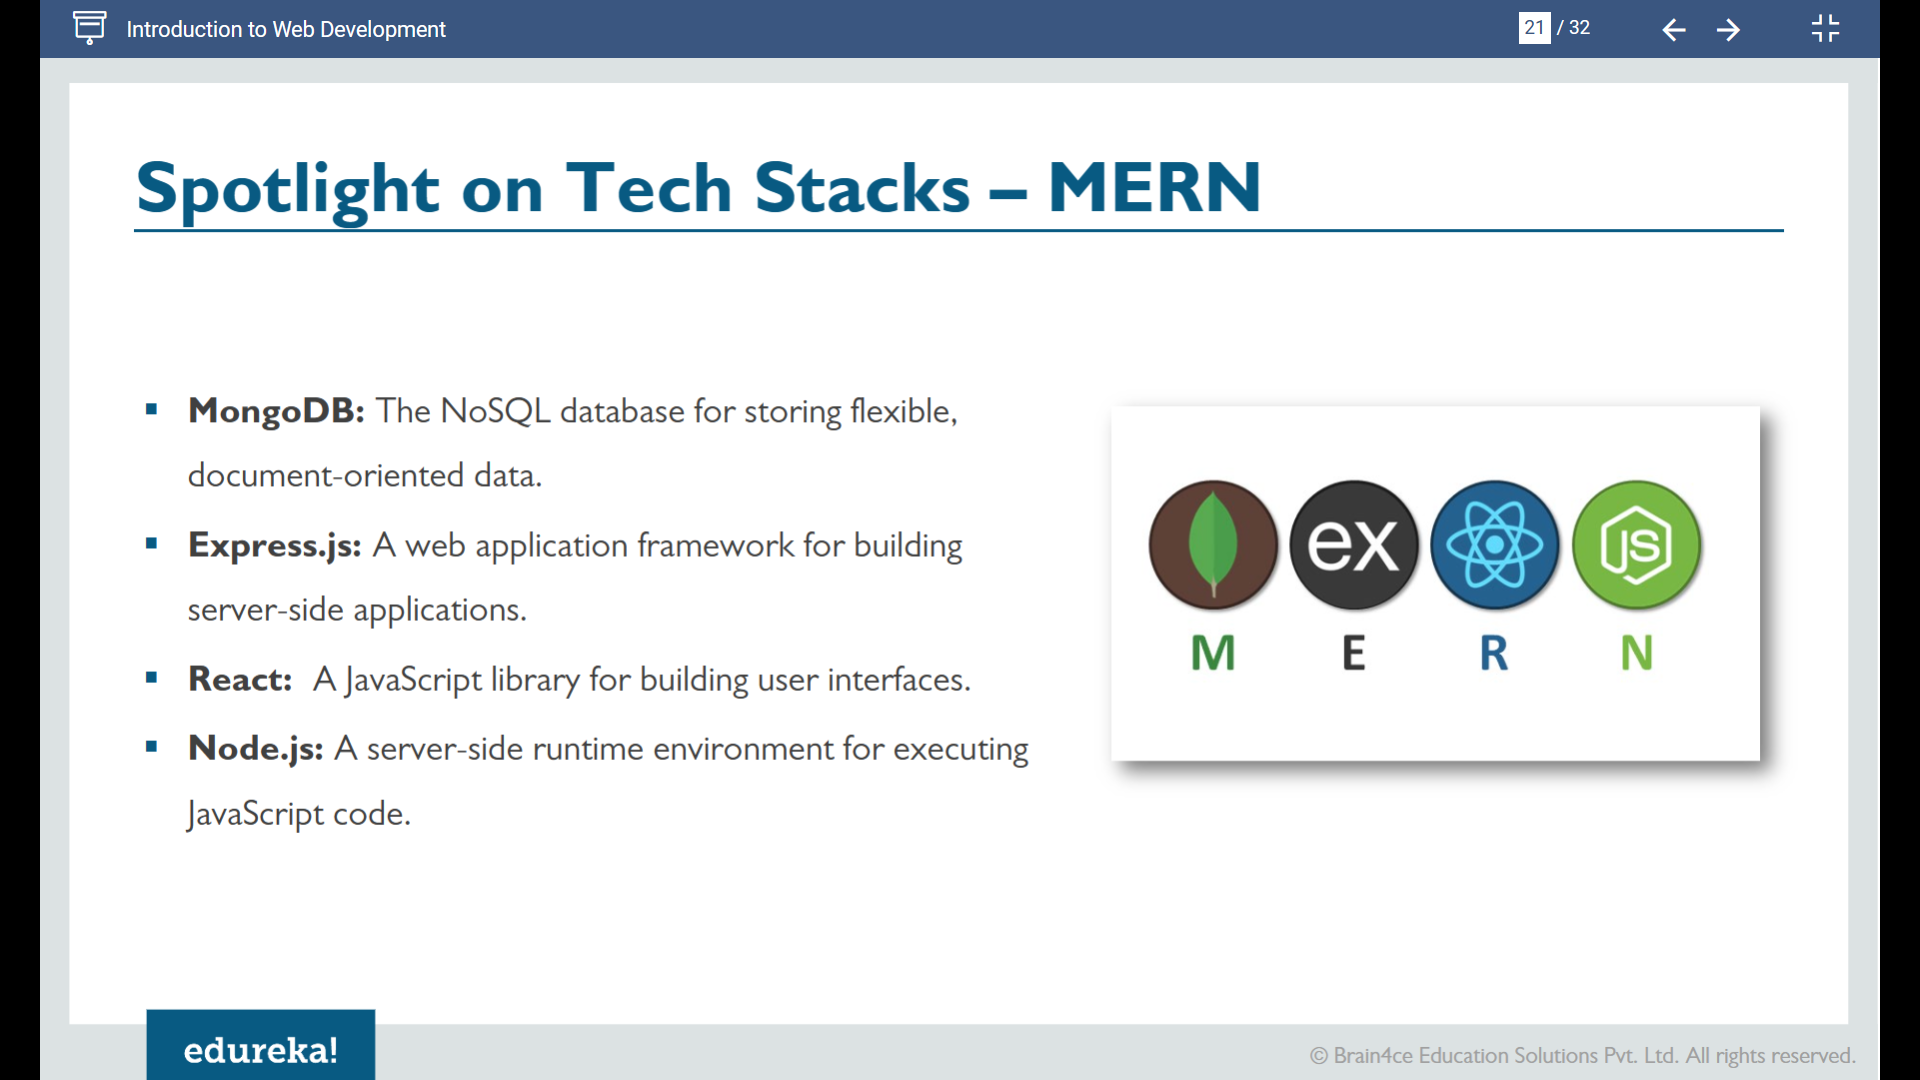 Introduction to Web Development
21 / 32
Spotlight on Tech Stacks – MERN
▪ MongoDB: The NoSQL database for storing flexible,
document-oriented data.
▪ Express.js: A web application framework for building
server-side applications.
▪ React: A JavaScript library for building user interfaces.
▪ Node.js: A server-side runtime environment for executing
JavaScript code.
ex JS
M E R N
edureka!
© Brain4ce Education Solutions Pvt. Ltd. All rights reserved.